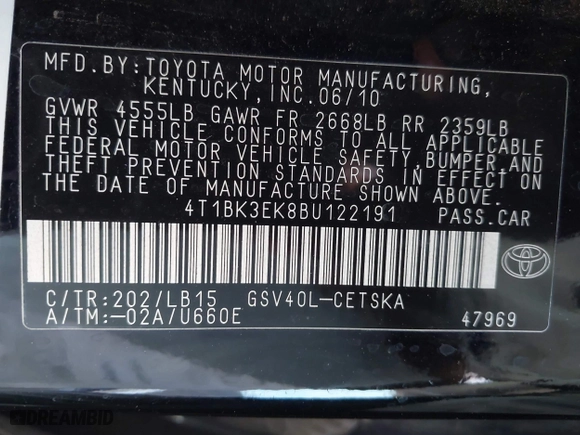 MFD.BY:TOYOTA MOTOR MANUFACTURING,
KENTUCKY,INC.06/10
GVWR 4555LB GAWR FR 2668LB RR 2359LB
THIS VEHICLE CONFORMS TO ALL APPLICABLE
FEDERAL MOTOR VEHICLE SAFETY,BUMPER,AND
THEFT PREVENTION STANDARDS IN EFFECT ON
THE DATE OF MANUFACTURE SHOWN ABOVE.
4T1BK3EK8BU122191 PASS.CAR
C/TR:202/LB15 GSV40L-CETSKA
A/TM:-02A/U660E 47969
DREAMBID